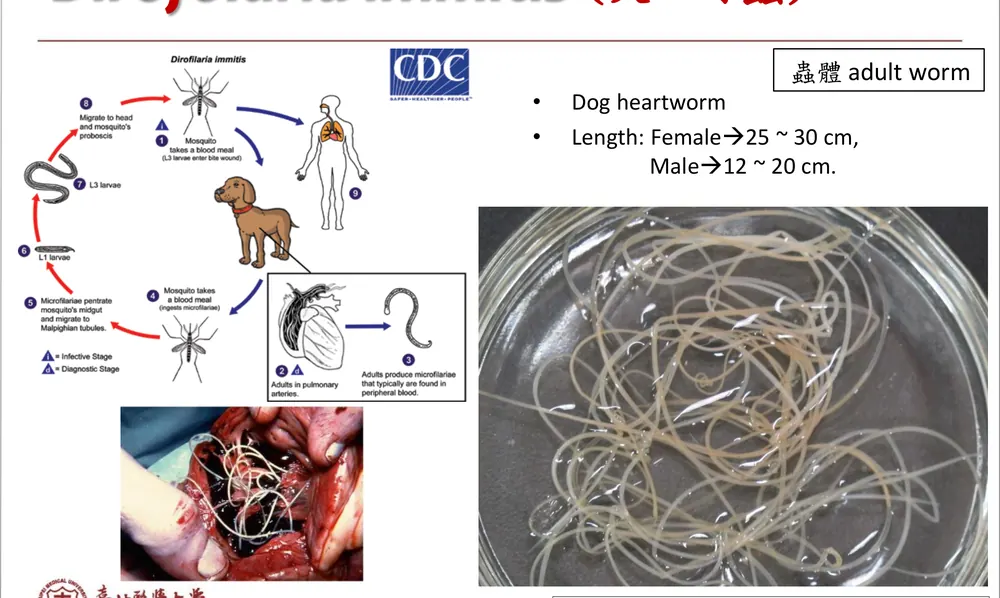 Dirofilaria immitis
蟲體 adult worm
• Dog heartworm
• Length: Female→25 ~ 30 cm,
Male→12 ~ 20 cm.
Dirofilaria immitis
CDC
SAFER • HEALTHIER • PEOPLE™
8
Migrate to head
and mosquito's
proboscis
i
1
Mosquito
takes a blood meal
(L3 larvae enter bite wound)
9
7 L3 larvae
6
L1 larvae
5 Microfilariae pentrate
mosquito's midgut
and migrate to
Malpighian tubules.
4 Mosquito takes
a blood meal
(ingests microfilariae)
i = Infective Stage
d = Diagnostic Stage
2 d
Adults in pulmonary
arteries.
3
Adults produce microfilariae
that typically are found in
peripheral blood.